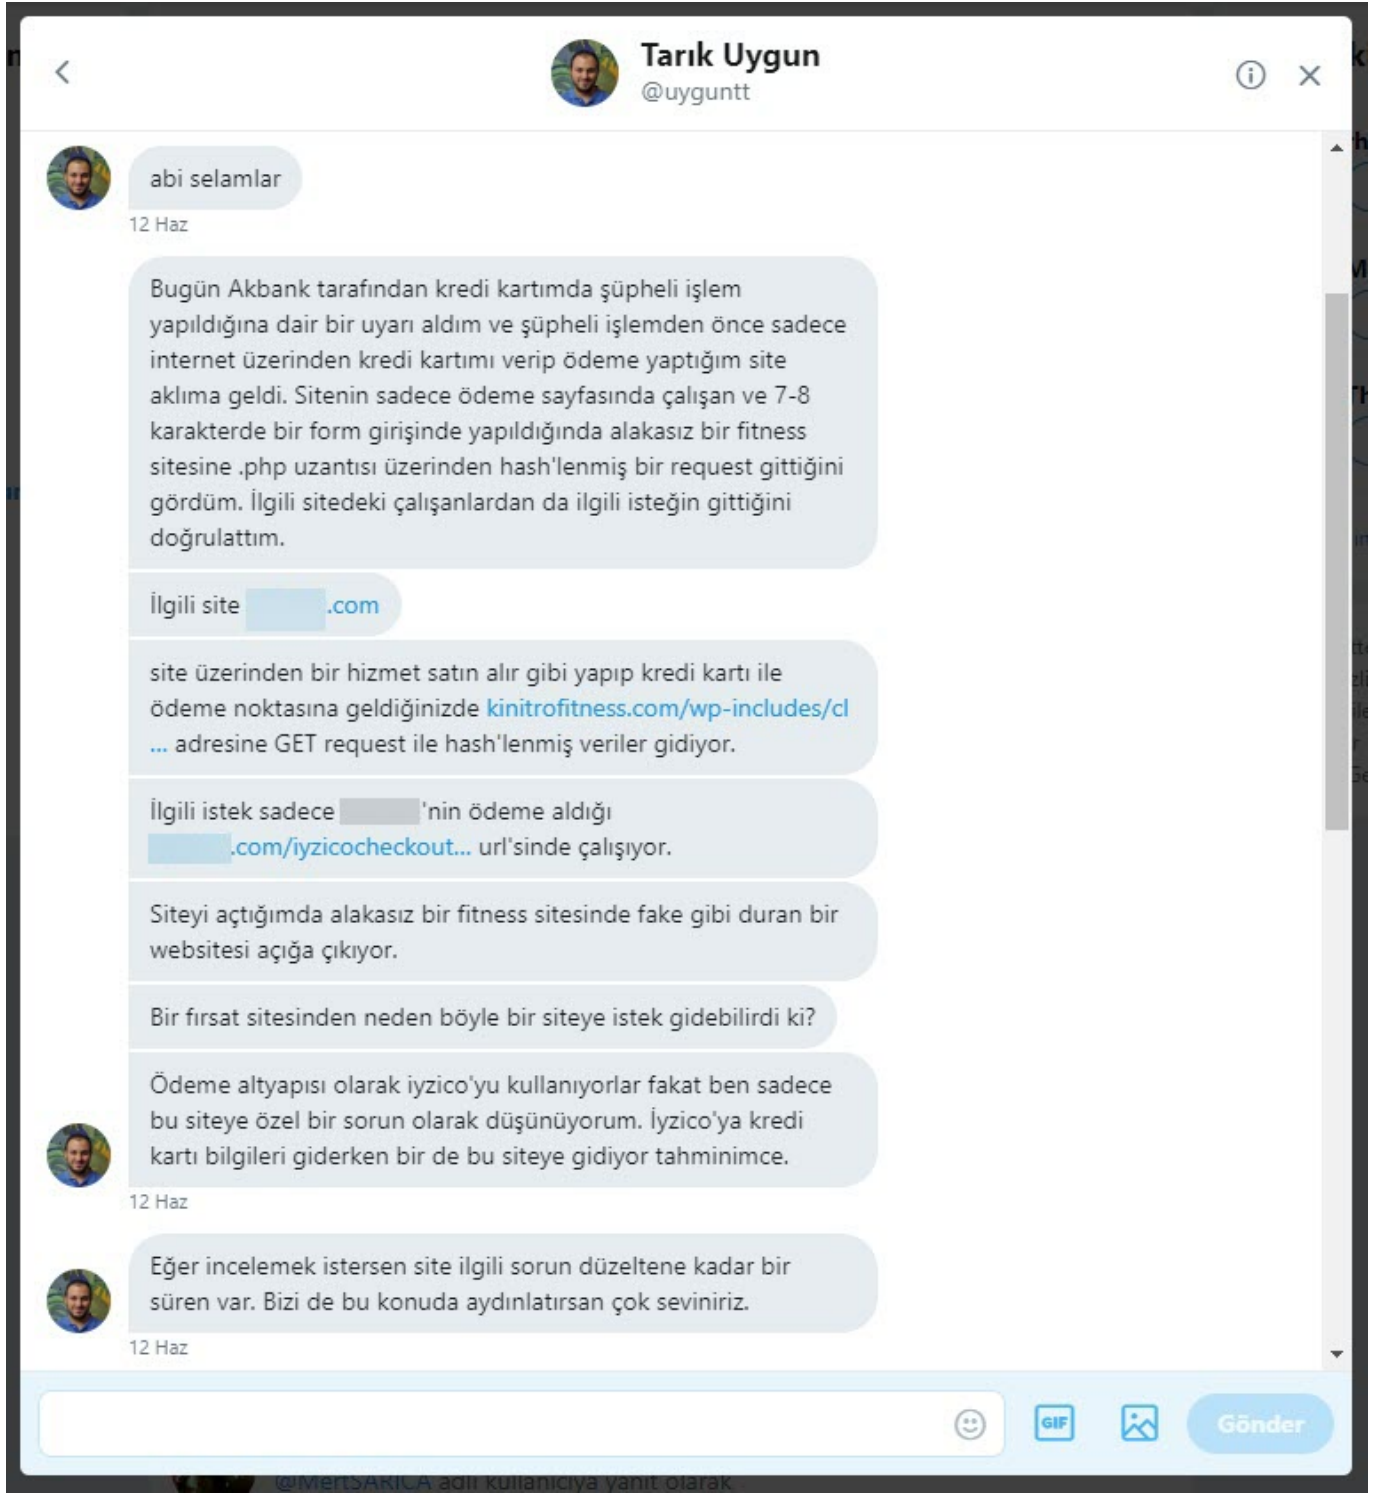 Tarık Uygun
@uyguntt
abi selamlar
12 Haz
Bugün Akbank tarafından kredi kartımda şüpheli işlem
yapıldığına dair bir uyarı aldım ve şüpheli işlemden önce sadece
internet üzerinden kredi kartımı verip ödeme yaptığım site
aklıma geldi. Sitenin sadece ödeme sayfasında çalışan ve 7-8
karakterde bir form girişinde yapıldığında alakasız bir fitness
sitesine .php uzantısı üzerinden hash'lenmiş bir request gittiğini
gördüm. İlgili sitedeki çalışanlardan da ilgili isteğin gittiğini
doğrulattım.
İlgili site .com
site üzerinden bir hizmet satın alır gibi yapıp kredi kartı ile
ödeme noktasına geldiğinizde kinitrofitness.com/wp-includes/cl
... adresine GET request ile hash'lenmiş veriler gidiyor.
İlgili istek sadece 'nin ödeme aldığı
.com/iyzicocheckout... url'sinde çalışıyor.
Siteyi açtığımda alakasız bir fitness sitesinde fake gibi duran bir
websitesi açığa çıkıyor.
Bir fırsat sitesinden neden böyle bir siteye istek gidebilirdi ki?
Ödeme altyapısı olarak iyzico'yu kullanıyorlar fakat ben sadece
bu siteye özel bir sorun olarak düşünüyorum. İyzico'ya kredi
kartı bilgileri giderken bir de bu siteye gidiyor tahminimce.
12 Haz
Eğer incelemek istersen site ilgili sorun düzeltene kadar bir
süren var. Bizi de bu konuda aydınlatırsan çok seviniriz.
12 Haz
GIF
Gönder
@MertSARICA adlı kullanıcıya yanıt olarak